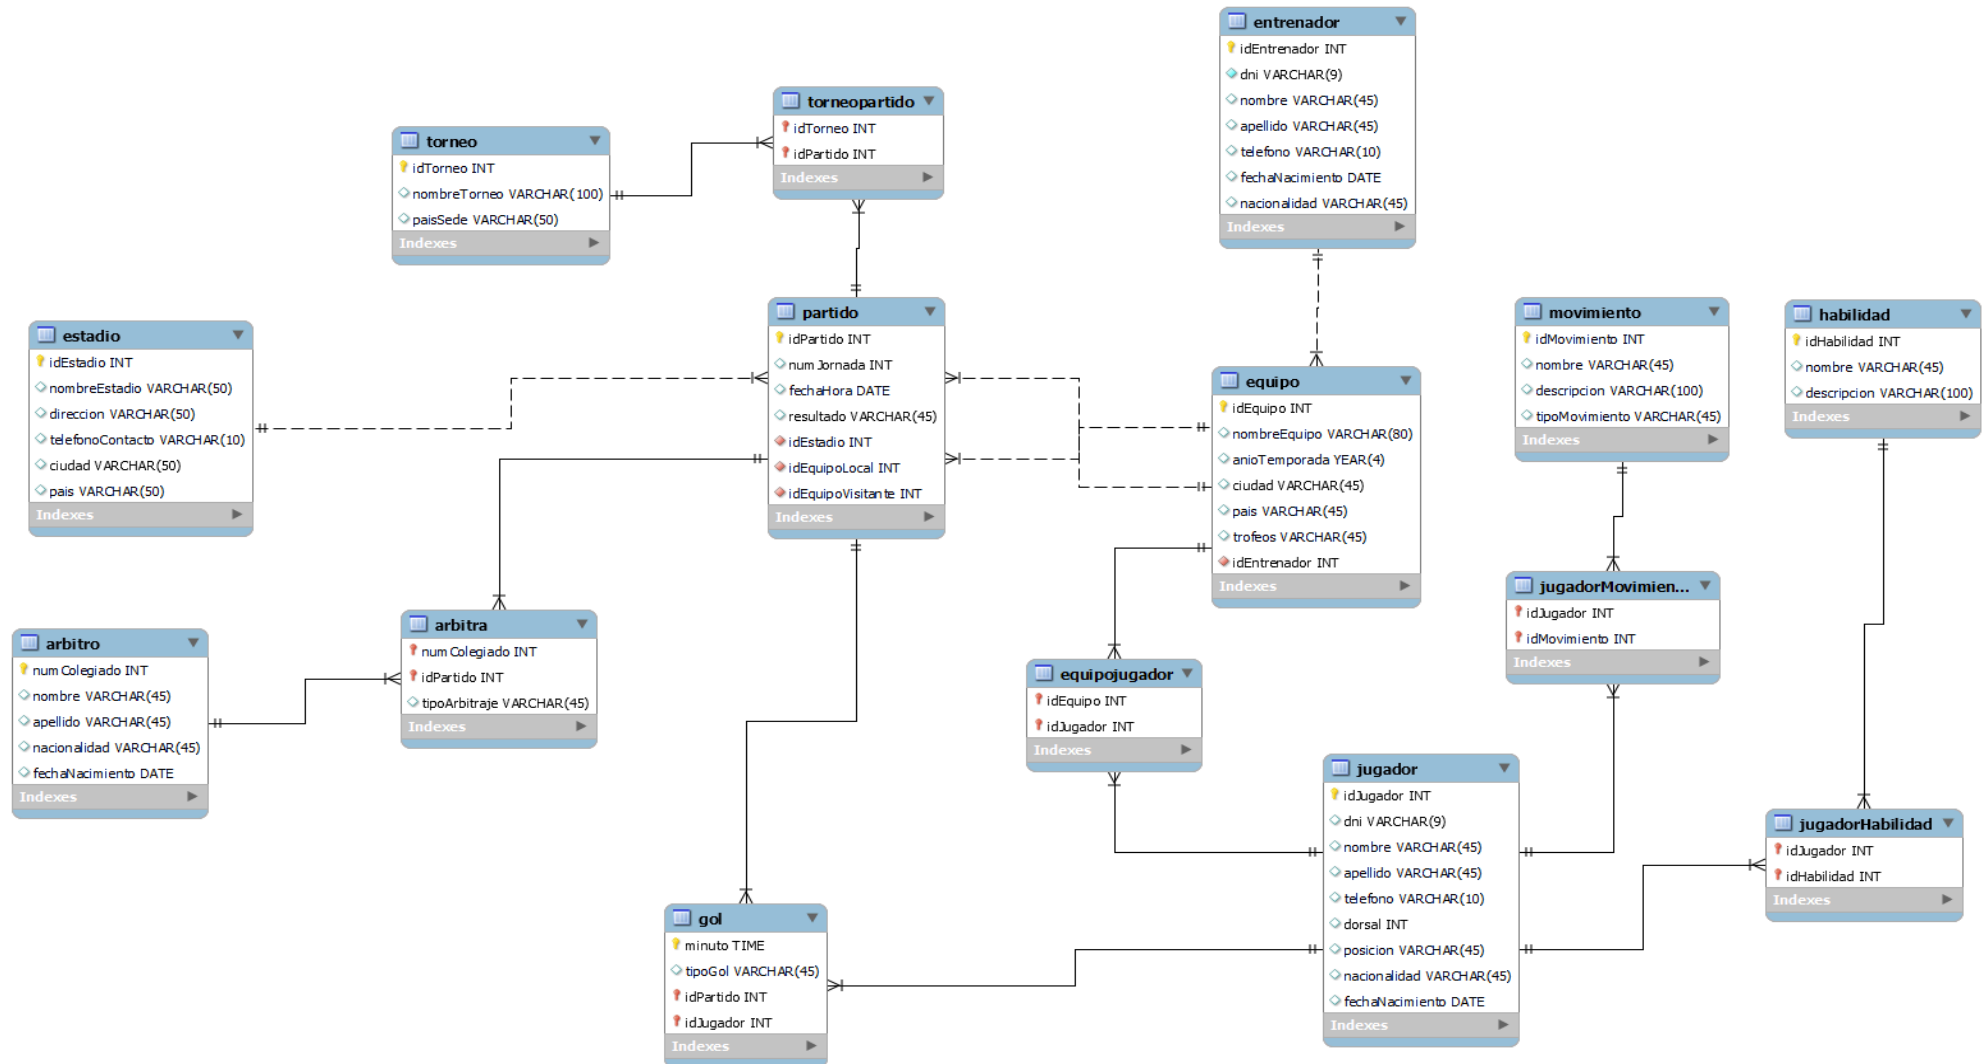 entrenador
idEntrenador INT
dni VARCHAR(9)
nombre VARCHAR(45)
apellido VARCHAR(45)
telefono VARCHAR(10)
fechaNacimiento DATE
nacionalidad VARCHAR(45)
Indexes
torneopartido
idTorneo INT
idPartido INT
Indexes
torneo
idTorneo INT
nombreTorneo VARCHAR(100)
paisSede VARCHAR(50)
Indexes
estadio
idEstadio INT
nombreEstadio VARCHAR(50)
direccion VARCHAR(50)
telefonoContacto VARCHAR(10)
ciudad VARCHAR(50)
pais VARCHAR(50)
Indexes
partido
idPartido INT
numJornada INT
fechaHora DATE
resultado VARCHAR(45)
idEstadio INT
idEquipoLocal INT
idEquipoVisitante INT
Indexes
equipo
idEquipo INT
nombreEquipo VARCHAR(80)
anioTemporada YEAR(4)
ciudad VARCHAR(45)
pais VARCHAR(45)
trofeos VARCHAR(45)
idEntrenador INT
Indexes
movimiento
idMovimiento INT
nombre VARCHAR(45)
descripcion VARCHAR(100)
tipoMovimiento VARCHAR(45)
Indexes
habilidad
idHabilidad INT
nombre VARCHAR(45)
descripcion VARCHAR(100)
Indexes
arbitro
numColegiado INT
nombre VARCHAR(45)
apellido VARCHAR(45)
nacionalidad VARCHAR(45)
fechaNacimiento DATE
Indexes
arbitra
numColegiado INT
idPartido INT
tipoArbitraje VARCHAR(45)
Indexes
equipojugador
idEquipo INT
idJugador INT
Indexes
jugadorMovimien...
idJugador INT
idMovimiento INT
Indexes
jugador
idJugador INT
dni VARCHAR(9)
nombre VARCHAR(45)
apellido VARCHAR(45)
telefono VARCHAR(10)
dorsal INT
posicion VARCHAR(45)
nacionalidad VARCHAR(45)
fechaNacimiento DATE
Indexes
jugadorHabilidad
idJugador INT
idHabilidad INT
Indexes
gol
minuto TIME
tipoGol VARCHAR(45)
idPartido INT
idJugador INT
Indexes